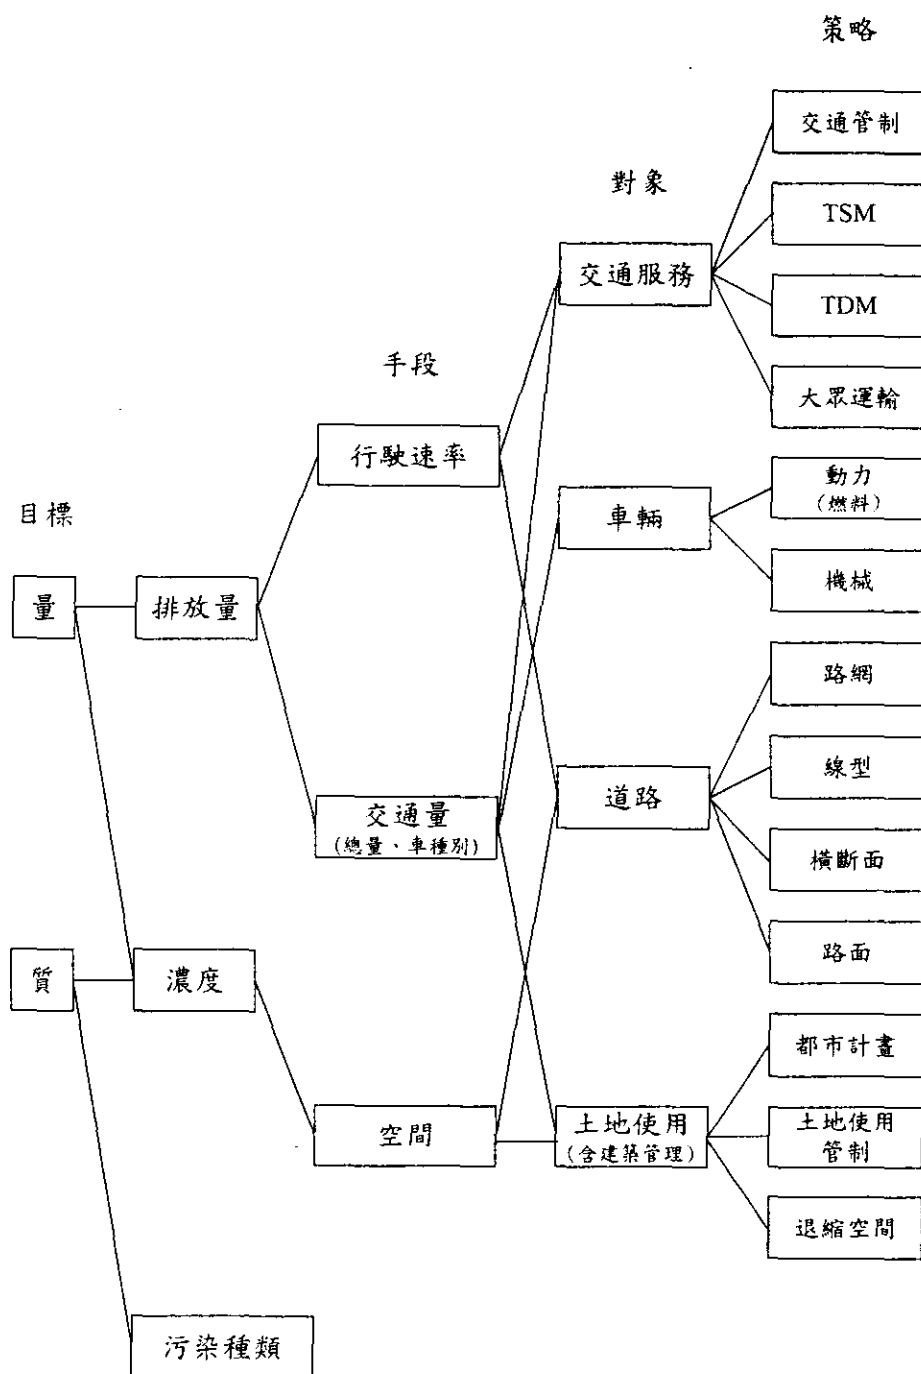 策略
交通管制
對象
TSM
交通服務
TDM
手段
大眾運輸
行駛速率
動力
(燃料)
目標
車輛
機械
量
排放量
路網
線型
道路
交通量
(總量、車種別)
橫斷面
質
濃度
路面
都市計畫
空間
土地使用
(含建築管理)
土地使用
管制
退縮空間
污染種類